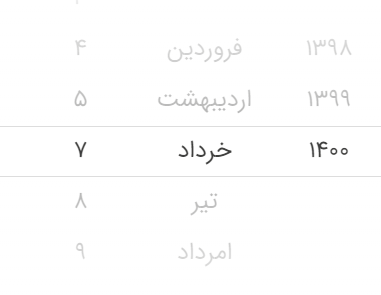 ۱۳۹۸ فروردین ۴
۱۳۹۹ اردیبهشت ۵
۱۴۰۰ خرداد ۷
تیر ۸
امرداد ۹